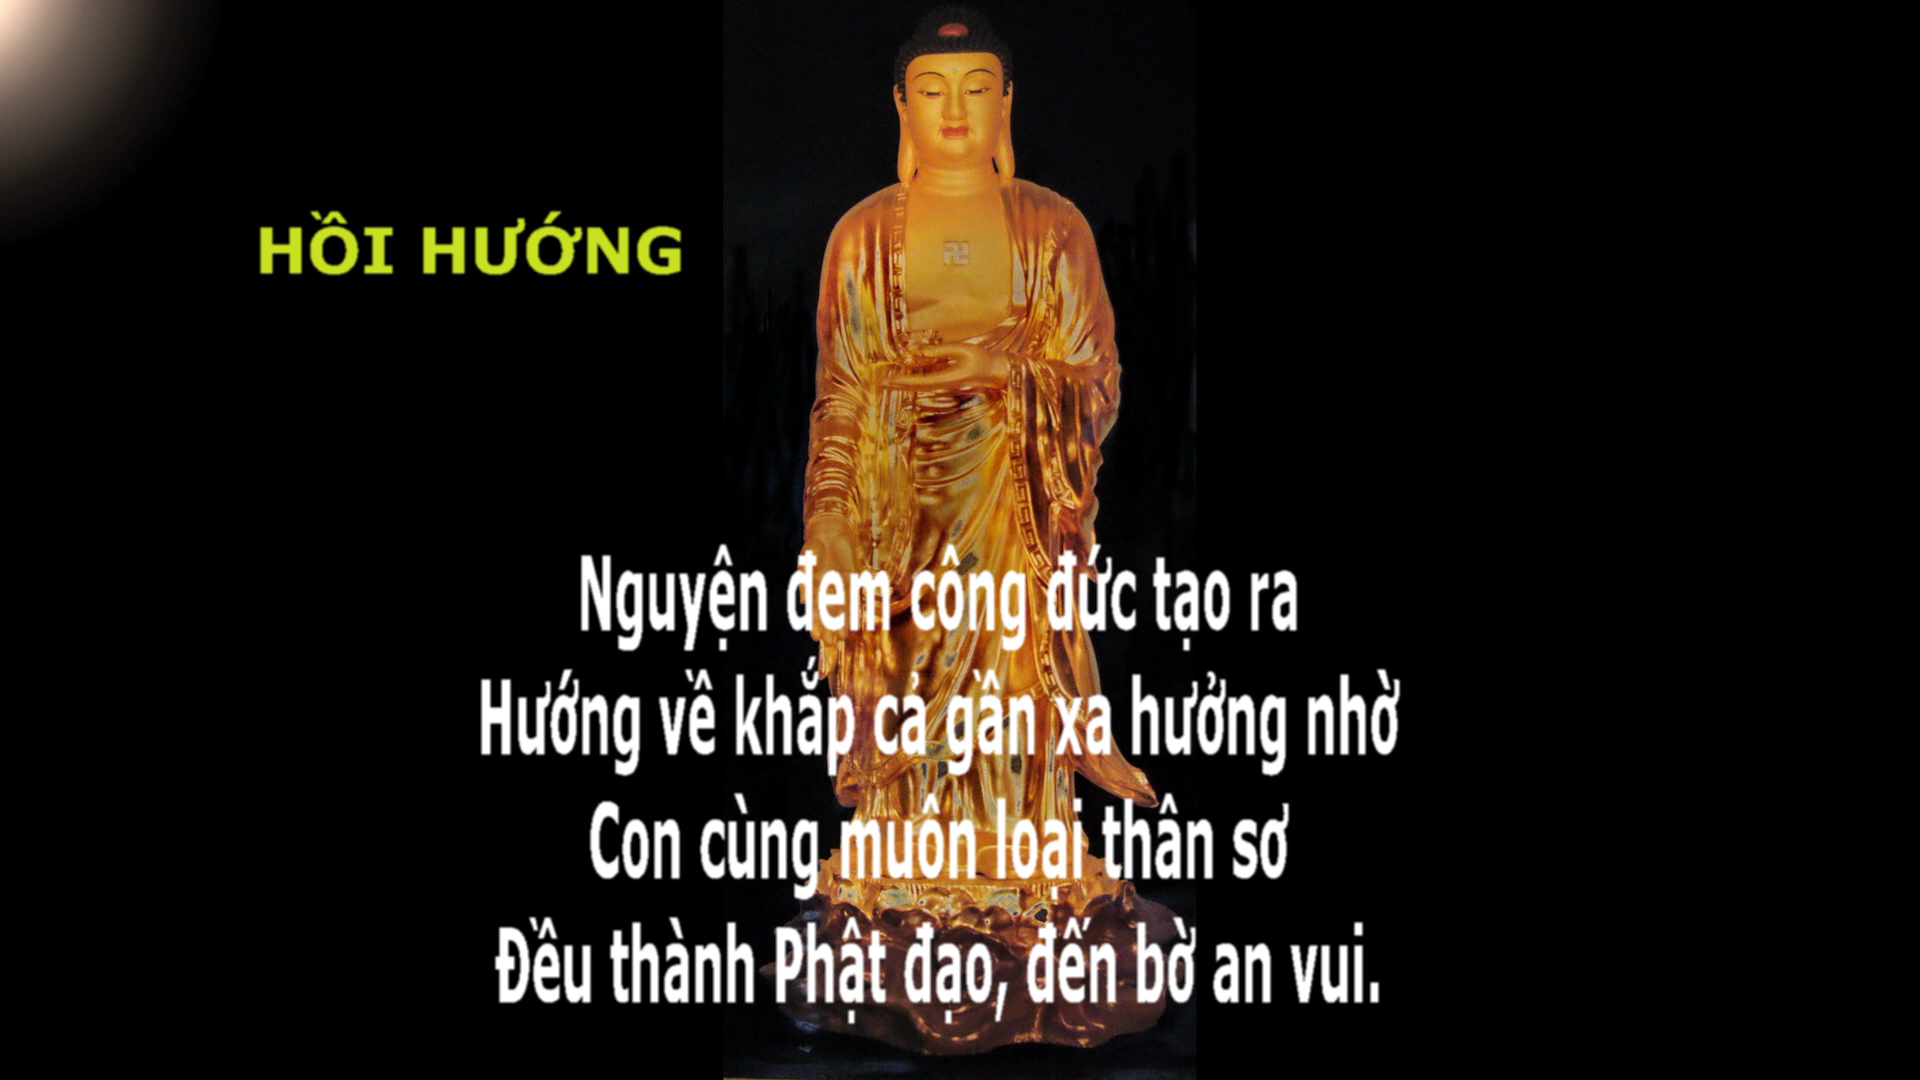 HỒI HƯỚNG
Nguyện đem công đức tạo ra
Hướng về khắp cả gần xa hưởng nhờ
Con cùng muôn loại thân sơ
Đều thành Phật đạo, đến bờ an vui.